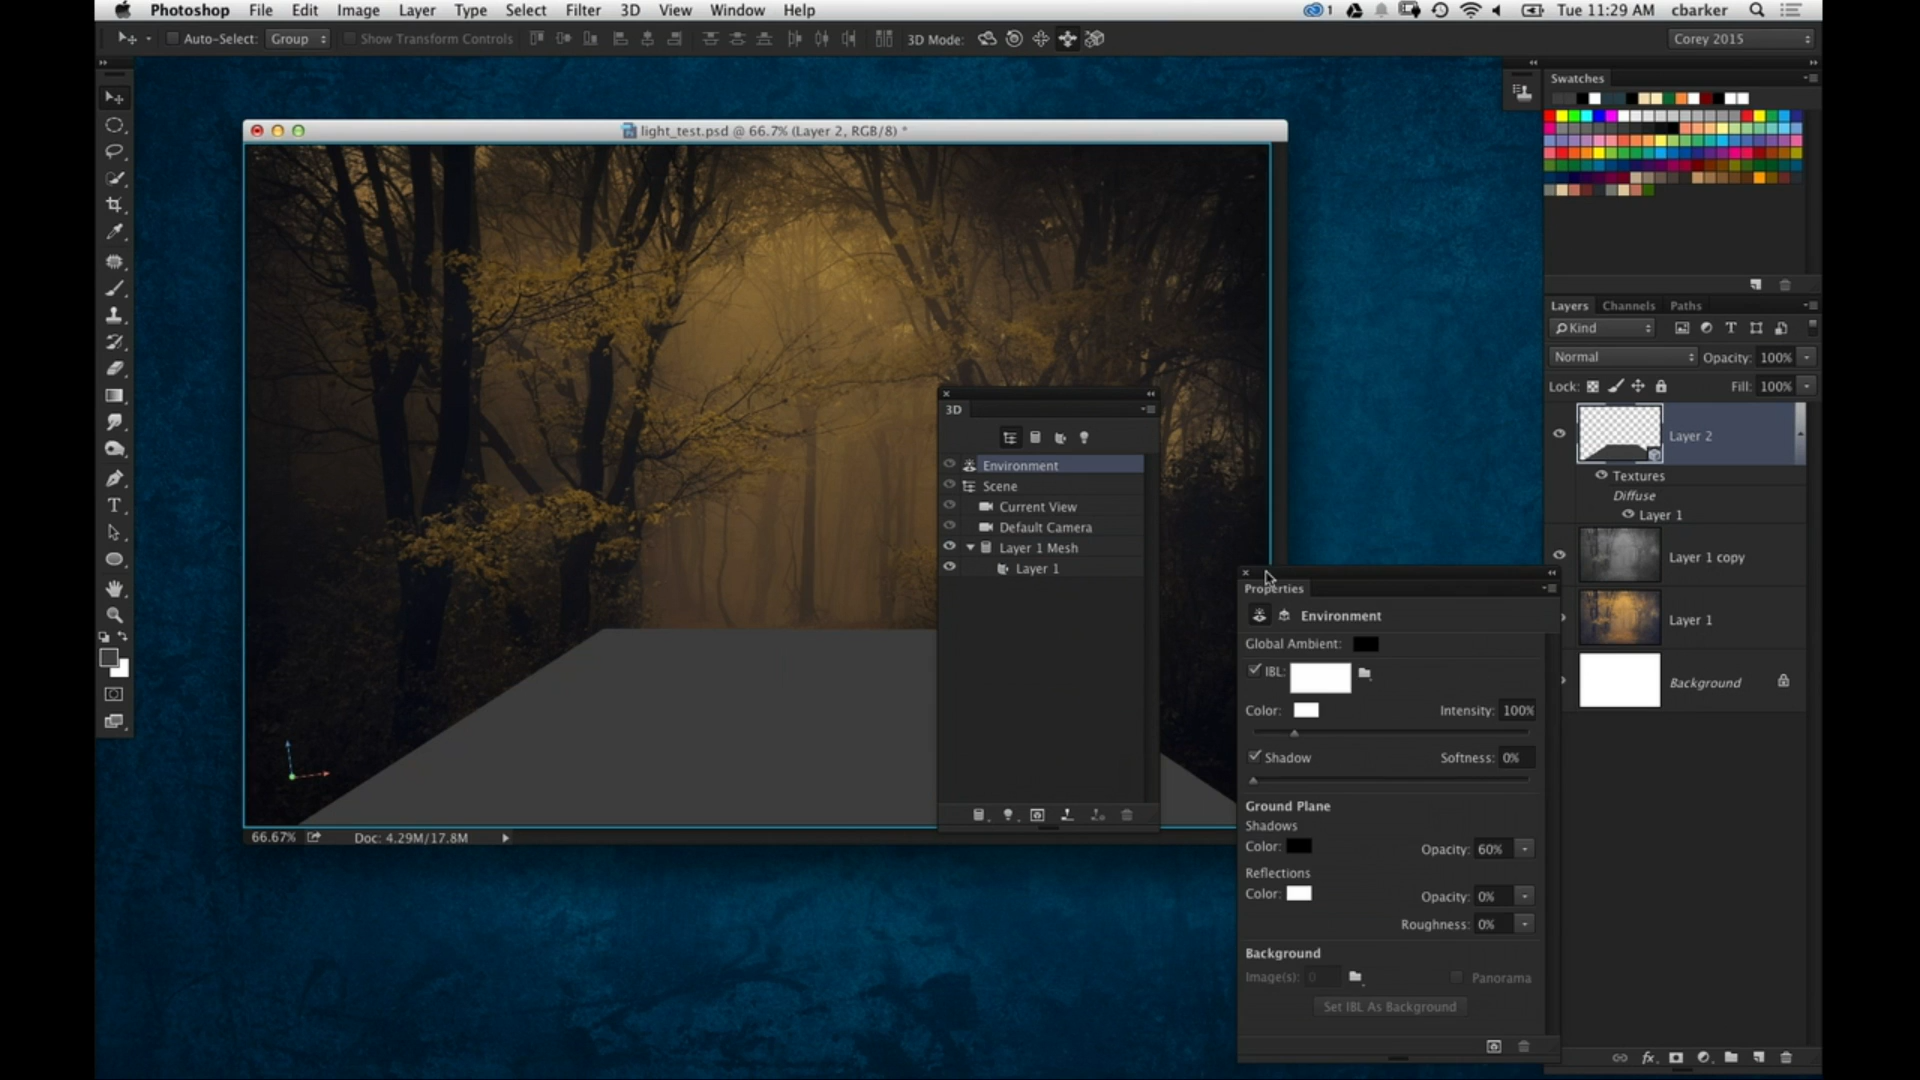 Photoshop File Edit Image Layer Type Select Filter 3D View Window Help 1 Tue 11:29 AM cbarker
Auto-Select: Group Show Transform Controls 3D Mode: Corey 2015
Swatches
light_test.psd @ 66.7% (Layer 2, RGB/8) *
Layers Channels Paths
Kind
Normal Opacity: 100%
Lock: Fill: 100%
Layer 2
Textures
Diffuse
Layer 1
Layer 1 copy
Layer 1
Background
3D
Environment
Scene
Current View
Default Camera
Layer 1 Mesh
Layer 1
Properties
Environment
Global Ambient:
IBL:
Color: Intensity: 100%
Shadow Softness: 0%
Ground Plane
Shadows
Color: Opacity: 60%
Reflections
Color: Opacity: 0%
Roughness: 0%
Background
Image(s): 0 Panorama
Set IBL As Background
66.67% Doc: 4.29M/17.8M
T
fx